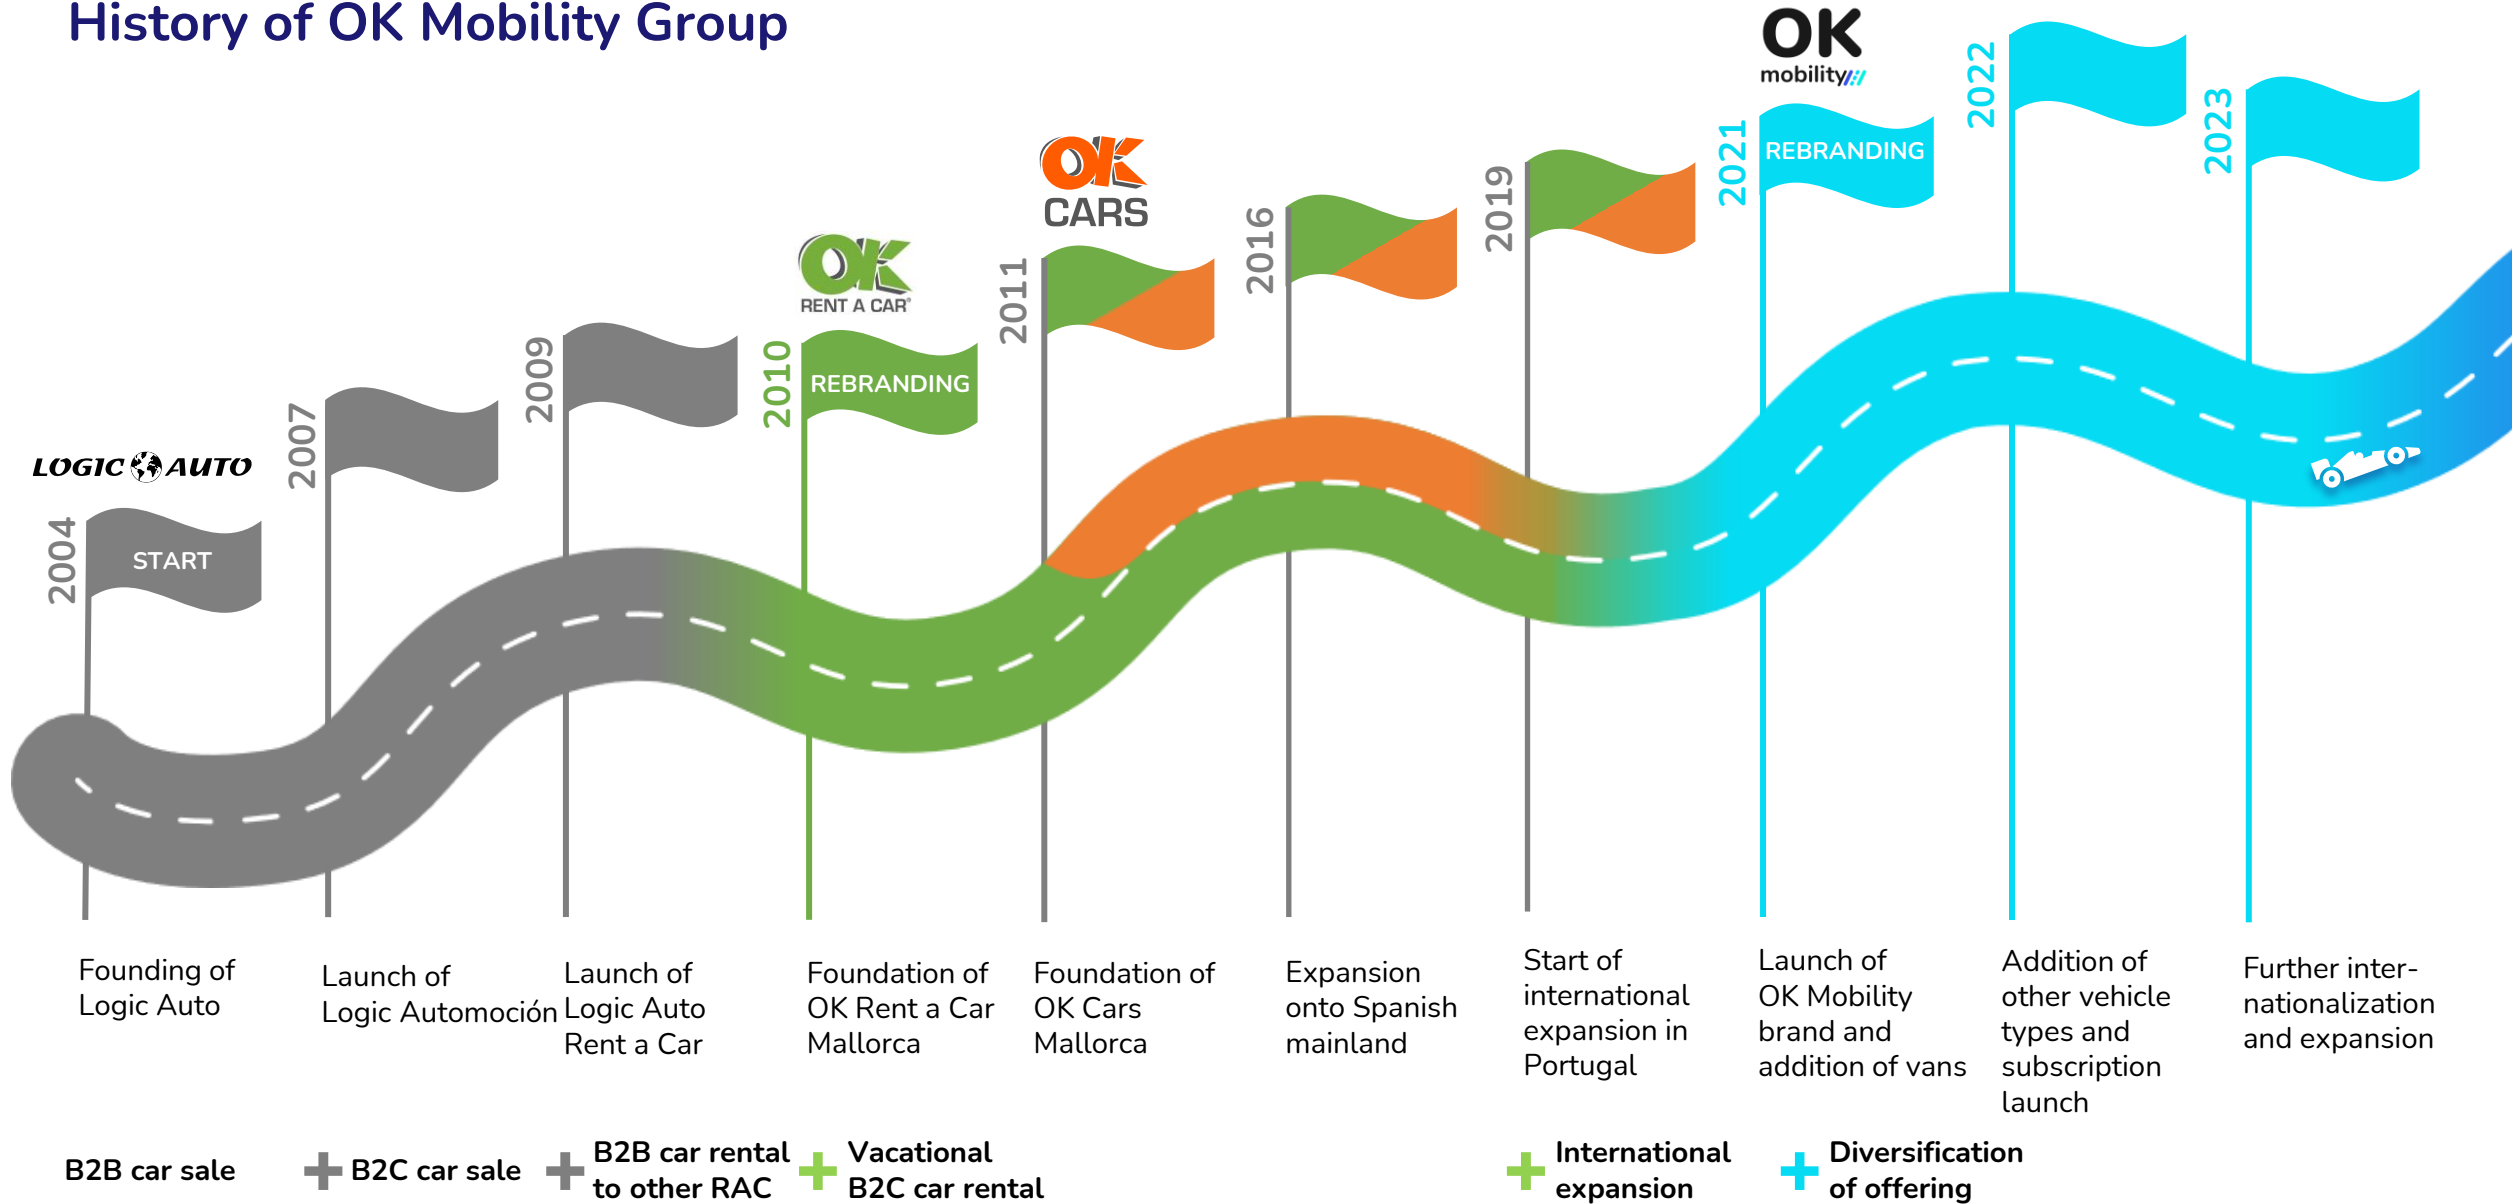 History of OK Mobility Group
LOGIC AUTO
2004
START
2007
2009
OK
RENT A CAR®
2010
REBRANDING
OK
CARS
2011
2016
2019
OK
mobility
2021
REBRANDING
2022
2023
Founding of
Logic Auto
Launch of
Logic Automoción
Launch of
Logic Auto
Rent a Car
Foundation of
OK Rent a Car
Mallorca
Foundation of
OK Cars
Mallorca
Expansion
onto Spanish
mainland
Start of
international
expansion in
Portugal
Launch of
OK Mobility
brand and
addition of vans
Addition of
other vehicle
types and
subscription
launch
Further inter-
nationalization
and expansion
B2B car sale
+ B2C car sale
+ B2B car rental
to other RAC
+ Vacational
B2C car rental
+ International
expansion
+ Diversification
of offering